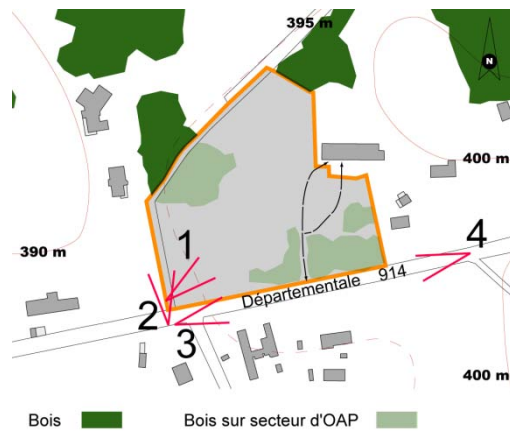 395 m
N
400 m
1
390 m
4
2
Départementale 914
3
400 m
Bois
Bois sur secteur d'OAP